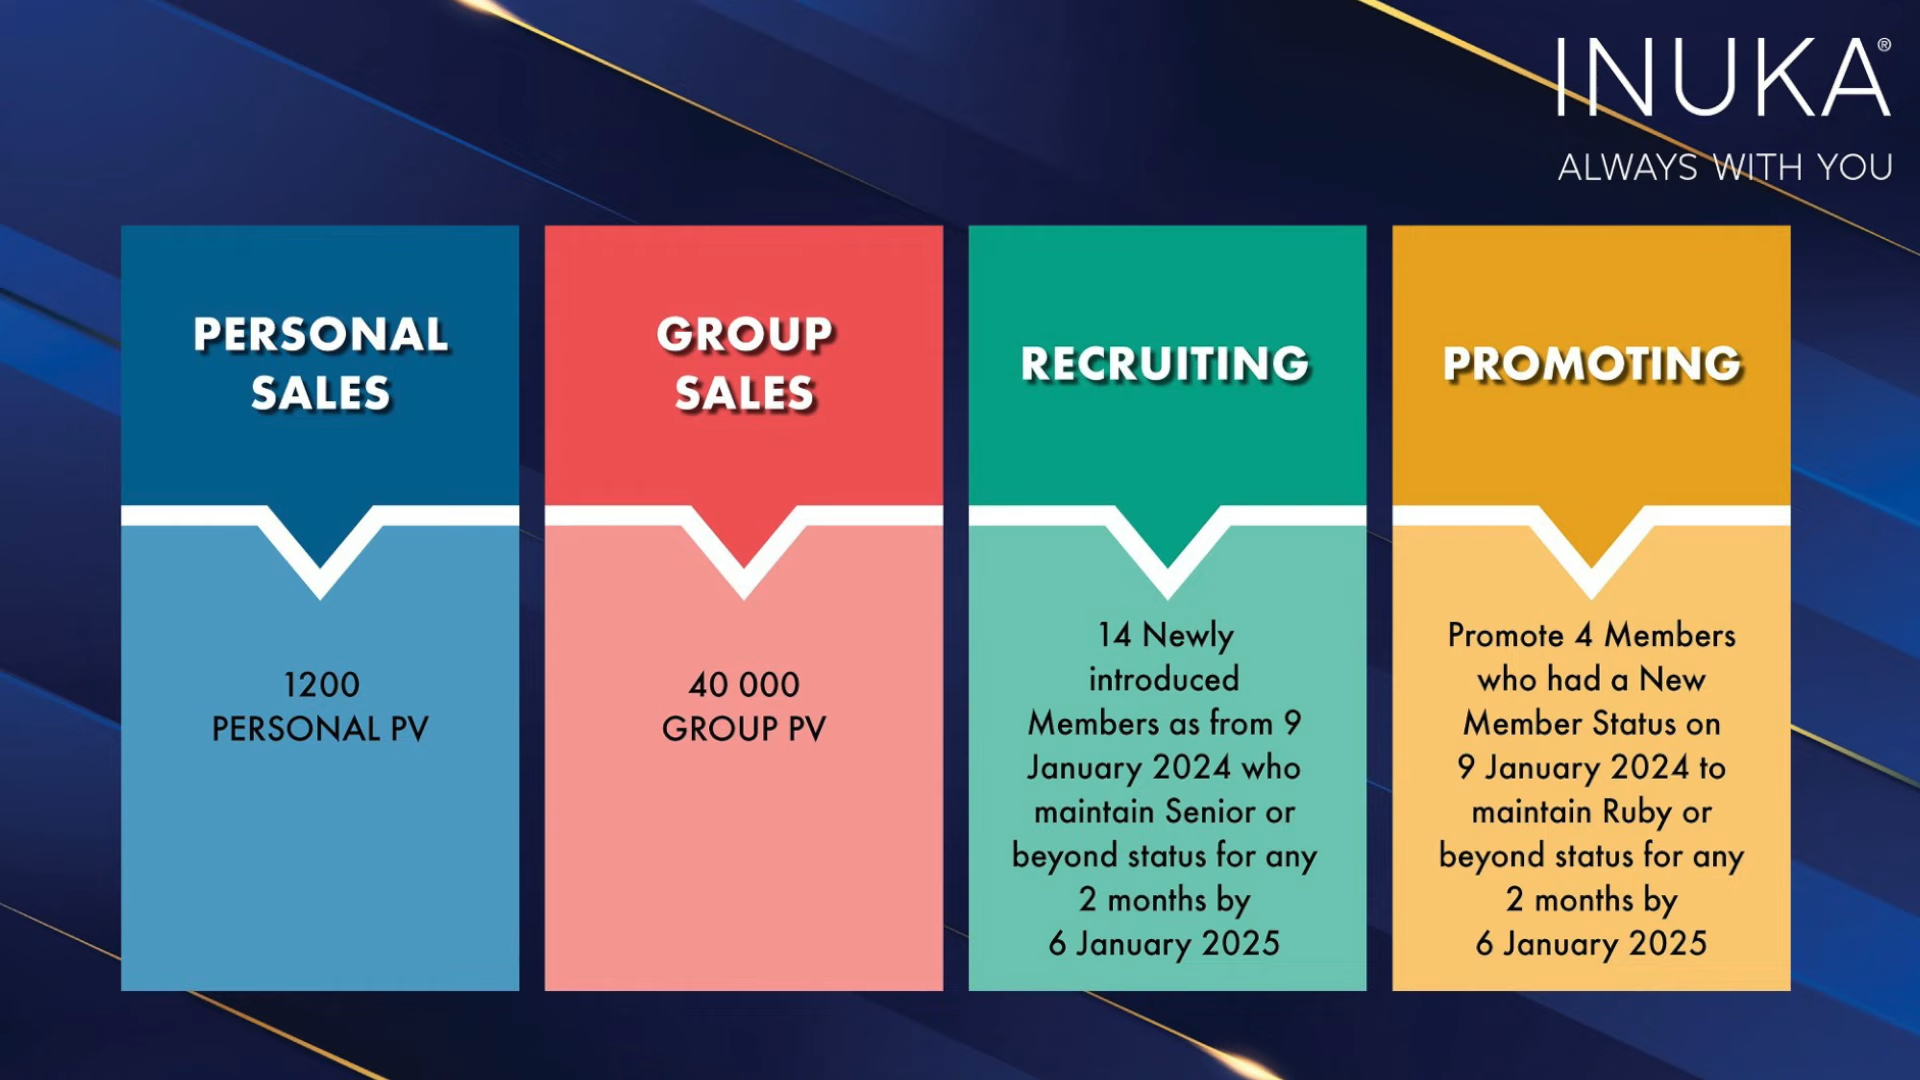 INUKA®
ALWAYS WITH YOU
PERSONAL
SALES
1200
PERSONAL PV
GROUP
SALES
40 000
GROUP PV
RECRUITING
14 Newly
introduced
Members as from 9
January 2024 who
maintain Senior or
beyond status for any
2 months by
6 January 2025
PROMOTING
Promote 4 Members
who had a New
Member Status on
9 January 2024 to
maintain Ruby or
beyond status for any
2 months by
6 January 2025